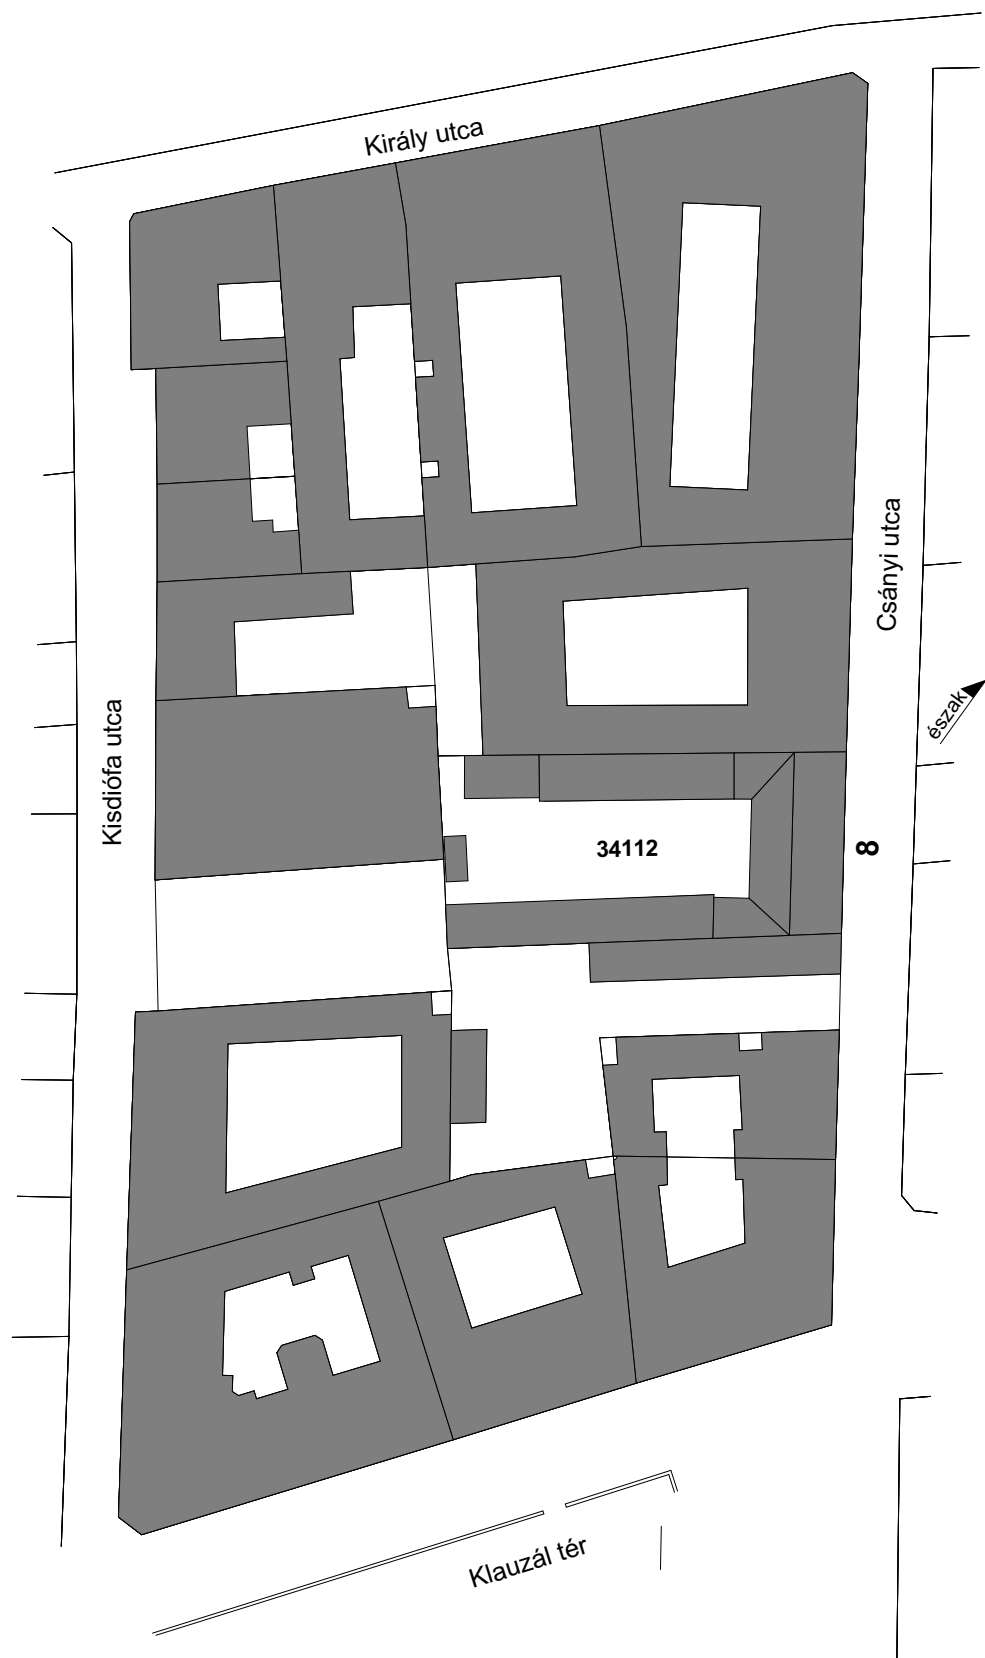 Király utca
Csányi utca
észak
Kisdiófa utca
34112
8
Klauzál tér